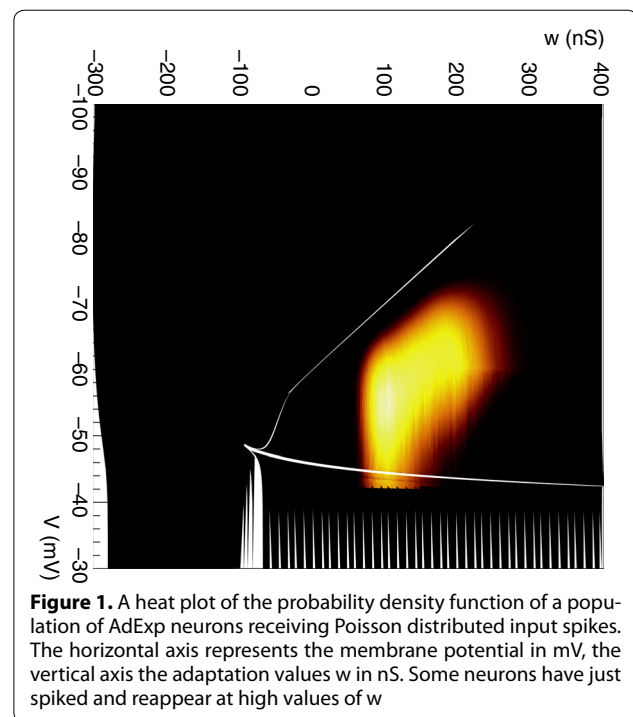 w (nS)
-300 -200 -100 0 100 200 300 400
-100
-90
-80
-70
-60
-50
-40
-30
V (mV)
Figure 1. A heat plot of the probability density function of a popu-
lation of AdExp neurons receiving Poisson distributed input spikes.
The horizontal axis represents the membrane potential in mV, the
vertical axis the adaptation values w in nS. Some neurons have just
spiked and reappear at high values of w